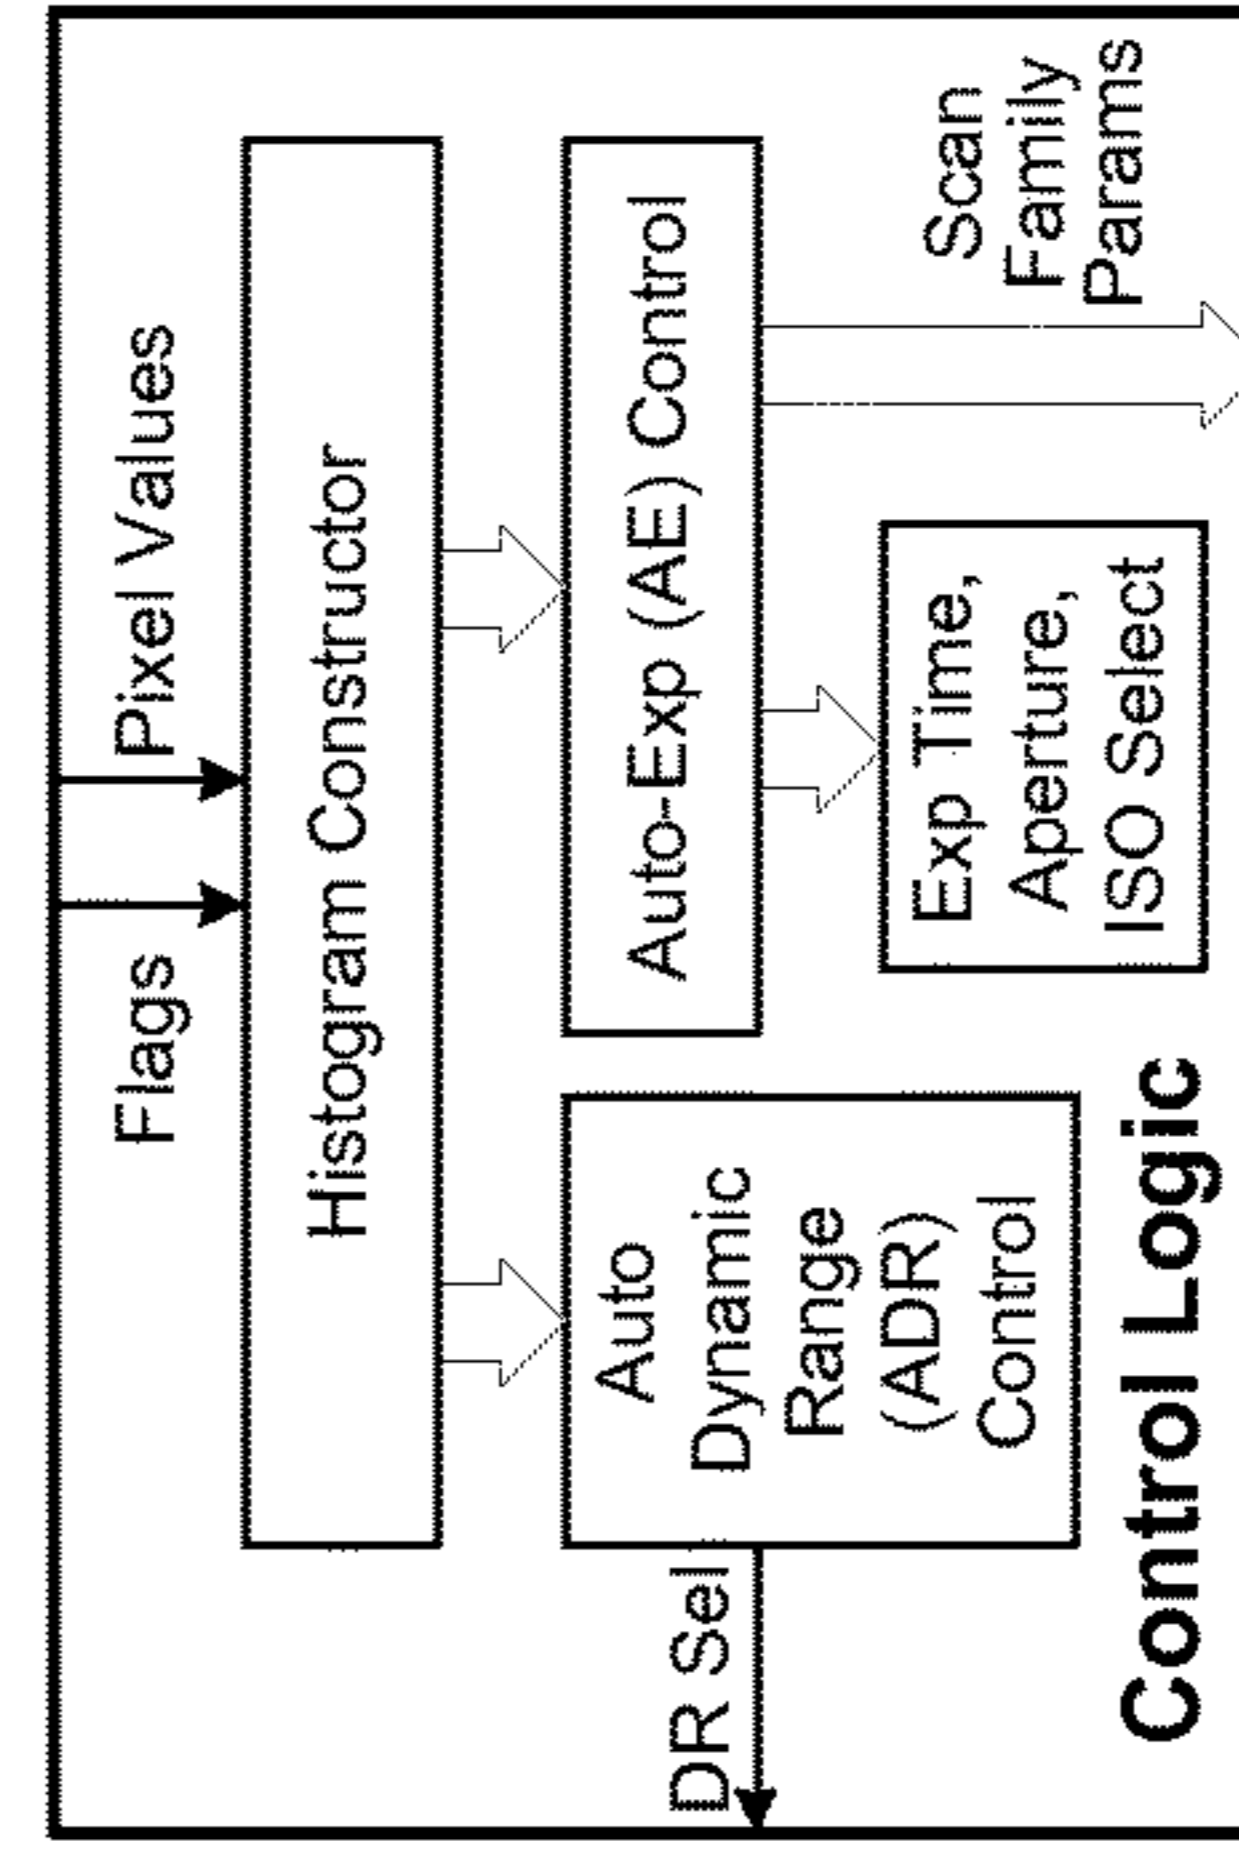 Flags
Pixel Values
Histogram Constructor
Auto
Dynamic
Range
(ADR)
Control
Auto-Exp (AE) Control
DR Sel
Exp Time,
Aperture,
ISO Select
Scan
Family
Params
Control Logic